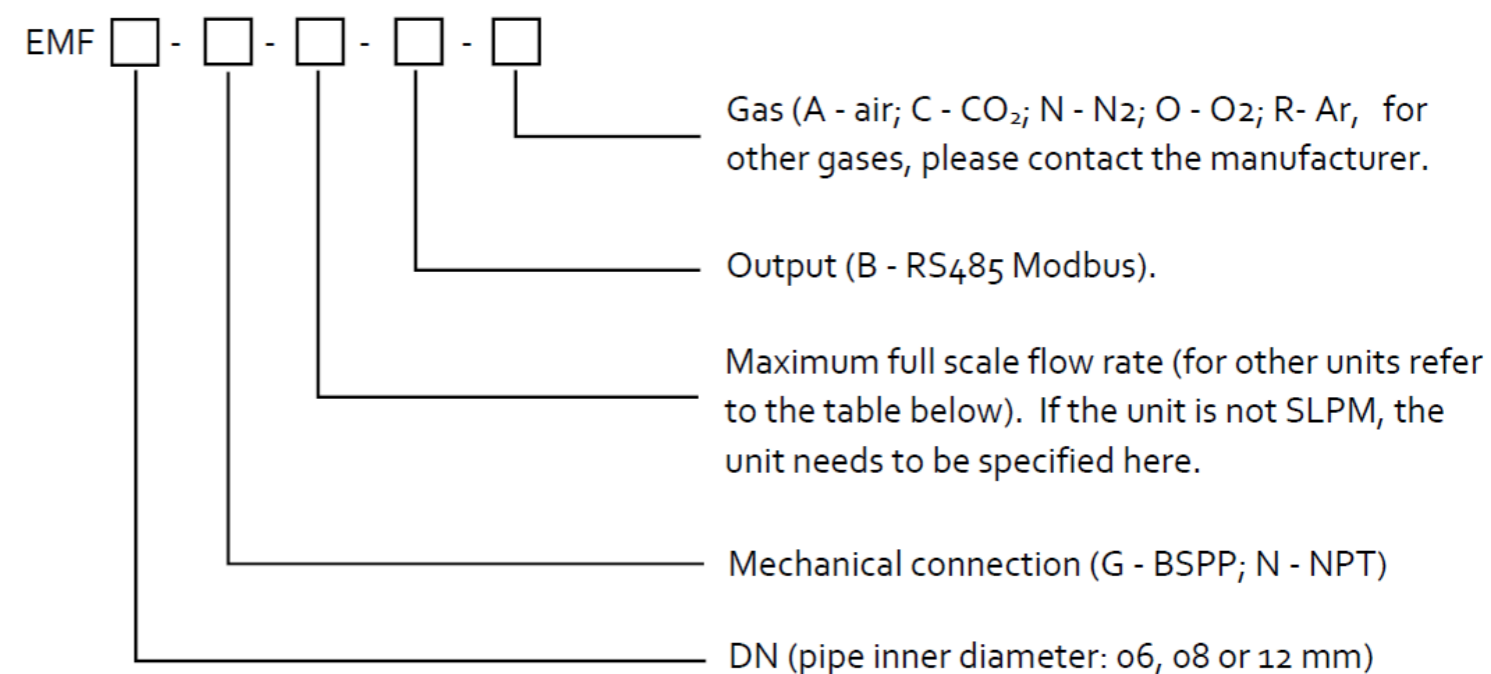 EMF □ - □ - □ - □ - □
Gas (A - air; C - CO₂; N - N2; O - O2; R- Ar, for
other gases, please contact the manufacturer.
Output (B - RS485 Modbus).
Maximum full scale flow rate (for other units refer
to the table below). If the unit is not SLPM, the
unit needs to be specified here.
Mechanical connection (G - BSPP; N - NPT)
DN (pipe inner diameter: 06, 08 or 12 mm)